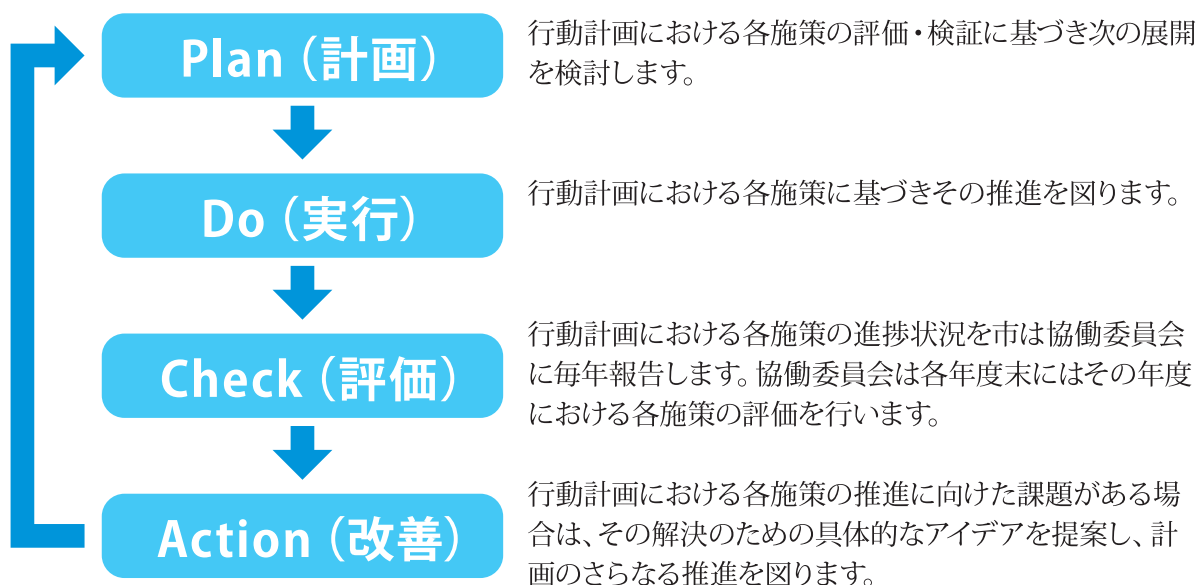 Plan（計画）
行動計画における各施策の評価・検証に基づき次の展開
を検討します。
Do（実行）
行動計画における各施策に基づきその推進を図ります。
Check（評価）
行動計画における各施策の進捗状況を市は協働委員会
に毎年報告します。協働委員会は各年度末にはその年度
における各施策の評価を行います。
Action（改善）
行動計画における各施策の推進に向けた課題がある場
合は、その解決のための具体的なアイデアを提案し、計
画のさらなる推進を図ります。